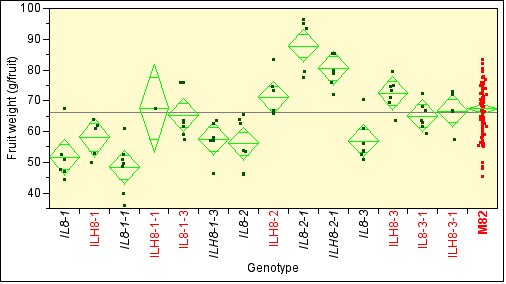 Fruit weight (g/fruit)
100
90
80
70
60
50
40
IL8-1
ILH8-1
IL8-1-1
ILH8-1-1
IL8-1-3
ILH8-1-3
IL8-2
ILH8-2
IL8-2-1
ILH8-2-1
IL8-3
ILH8-3
IL8-3-1
ILH8-3-1
M82
Genotype